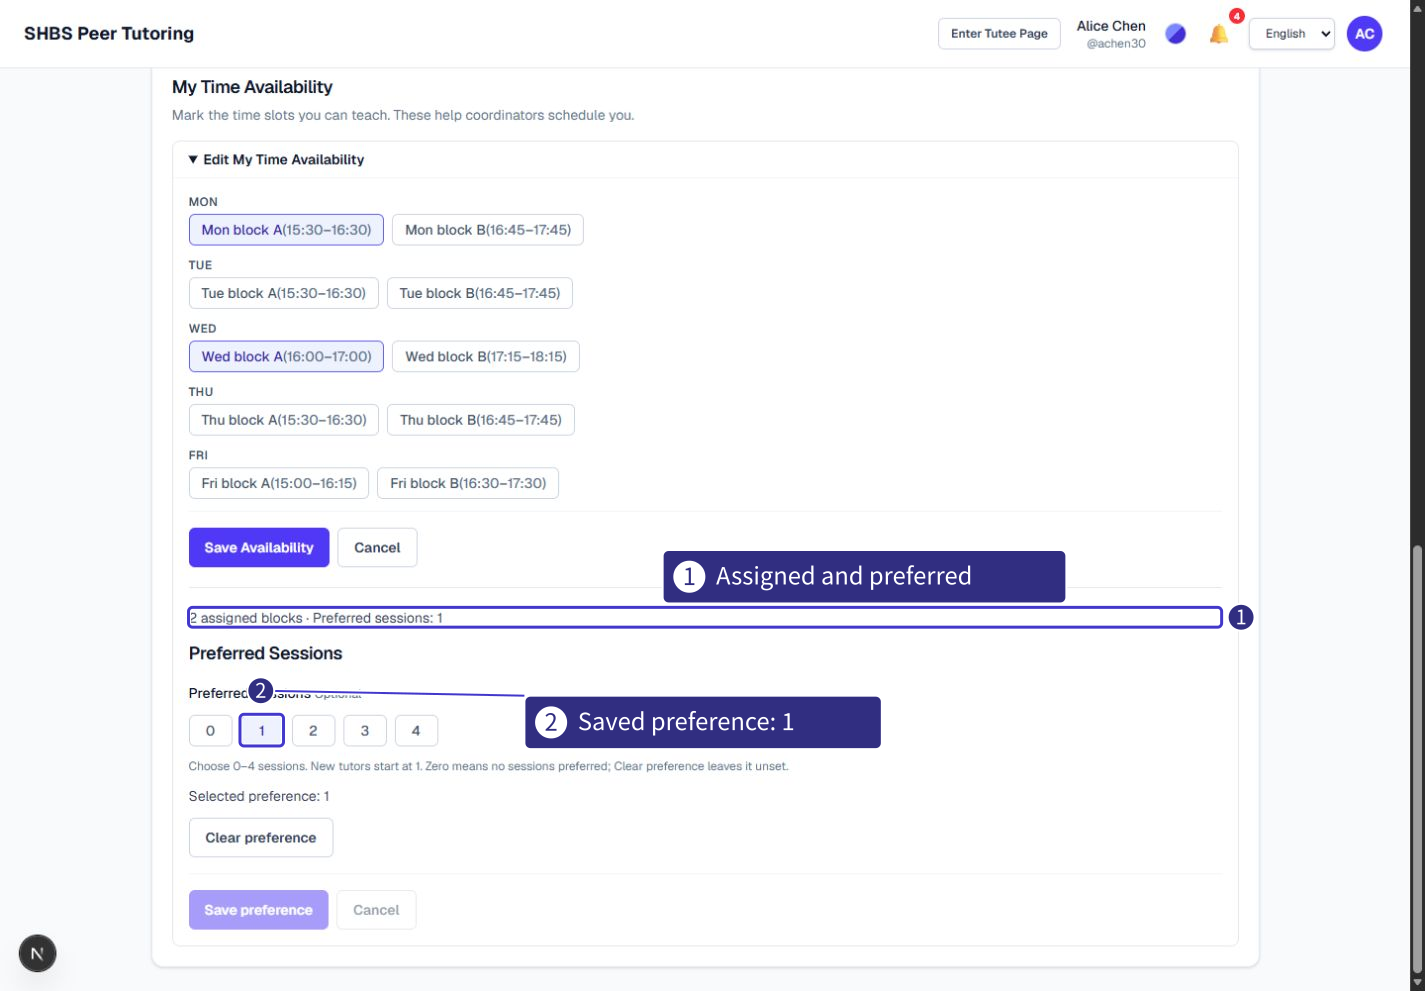 SHBS Peer Tutoring
Enter Tutee Page
Alice Chen
@achen30
4
English
AC
My Time Availability
Mark the time slots you can teach. These help coordinators schedule you.
▼ Edit My Time Availability
MON
Mon block A(15:30–16:30) Mon block B(16:45–17:45)
TUE
Tue block A(15:30–16:30) Tue block B(16:45–17:45)
WED
Wed block A(16:00–17:00) Wed block B(17:15–18:15)
THU
Thu block A(15:30–16:30) Thu block B(16:45–17:45)
FRI
Fri block A(15:00–16:15) Fri block B(16:30–17:30)
Save Availability Cancel
1 Assigned and preferred
2 assigned blocks · Preferred sessions: 1
1
Preferred Sessions
Preferred 2
0 1 2 3 4
2 Saved preference: 1
Choose 0–4 sessions. New tutors start at 1. Zero means no sessions preferred; Clear preference leaves it unset.
Selected preference: 1
Clear preference
Save preference Cancel
N